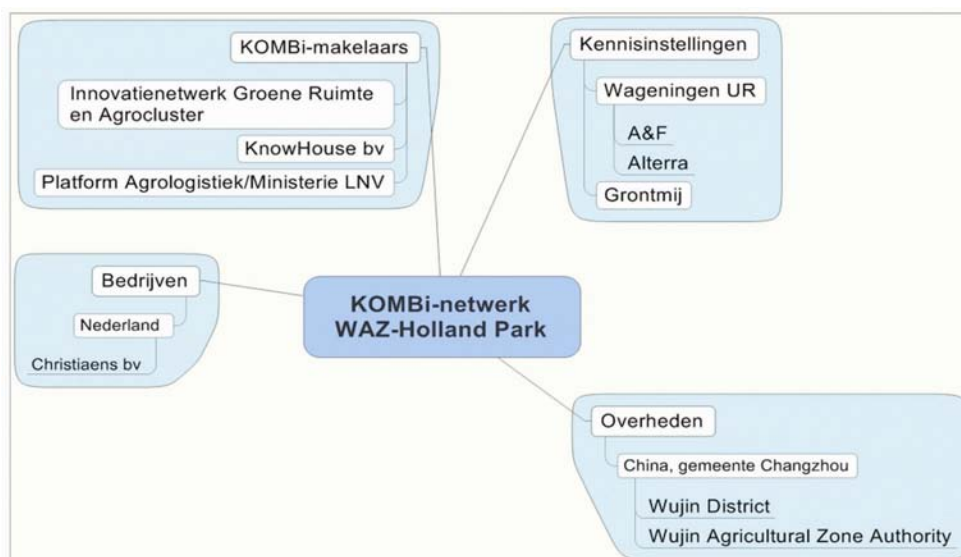 KOMBi-makelaars
Innovatienetwerk Groene Ruimte
en Agrocluster
KnowHouse bv
Platform Agrologistiek/Ministerie LNV
Kennisinstellingen
Wageningen UR
A&F
Alterra
Grontmij
Bedrijven
Nederland
Christiaens bv
KOMBi-netwerk
WAZ-Holland Park
Overheden
China, gemeente Changzhou
Wujin District
Wujin Agricultural Zone Authority